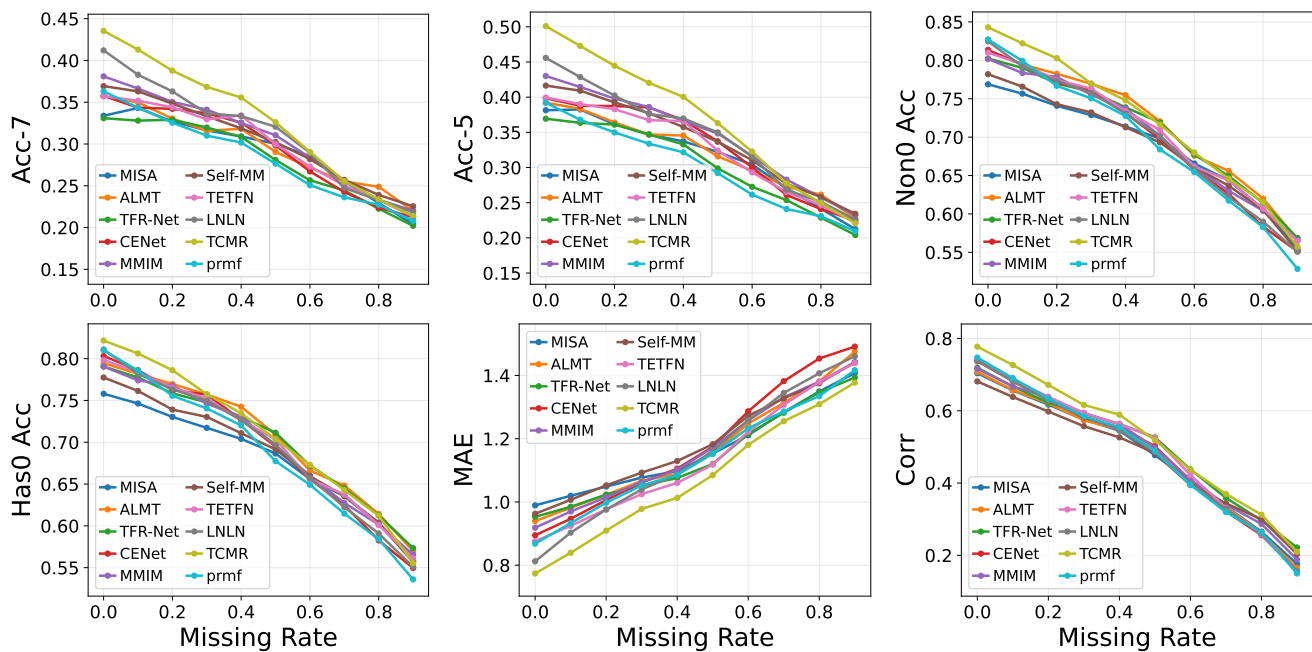 Acc-7
0.45
0.40
0.35
0.30
0.25
0.20
0.15
MISA
ALMT
TFR-Net
CENet
MMIM
Self-MM
TETFN
LNLN
TCMR
prmf
0.0 0.2 0.4 0.6 0.8
Acc-5
0.50
0.45
0.40
0.35
0.30
0.25
0.20
0.15
MISA
ALMT
TFR-Net
CENet
MMIM
Self-MM
TETFN
LNLN
TCMR
prmf
0.0 0.2 0.4 0.6 0.8
Non0 Acc
0.85
0.80
0.75
0.70
0.65
0.60
0.55
MISA
ALMT
TFR-Net
CENet
MMIM
Self-MM
TETFN
LNLN
TCMR
prmf
0.0 0.2 0.4 0.6 0.8
Has0 Acc
0.80
0.75
0.70
0.65
0.60
0.55
MISA
ALMT
TFR-Net
CENet
MMIM
Self-MM
TETFN
LNLN
TCMR
prmf
0.0 0.2 0.4 0.6 0.8
Missing Rate
MAE
1.4
1.2
1.0
0.8
MISA
ALMT
TFR-Net
CENet
MMIM
Self-MM
TETFN
LNLN
TCMR
prmf
0.0 0.2 0.4 0.6 0.8
Missing Rate
Corr
0.8
0.6
0.4
0.2
MISA
ALMT
TFR-Net
CENet
MMIM
Self-MM
TETFN
LNLN
TCMR
prmf
0.0 0.2 0.4 0.6 0.8
Missing Rate